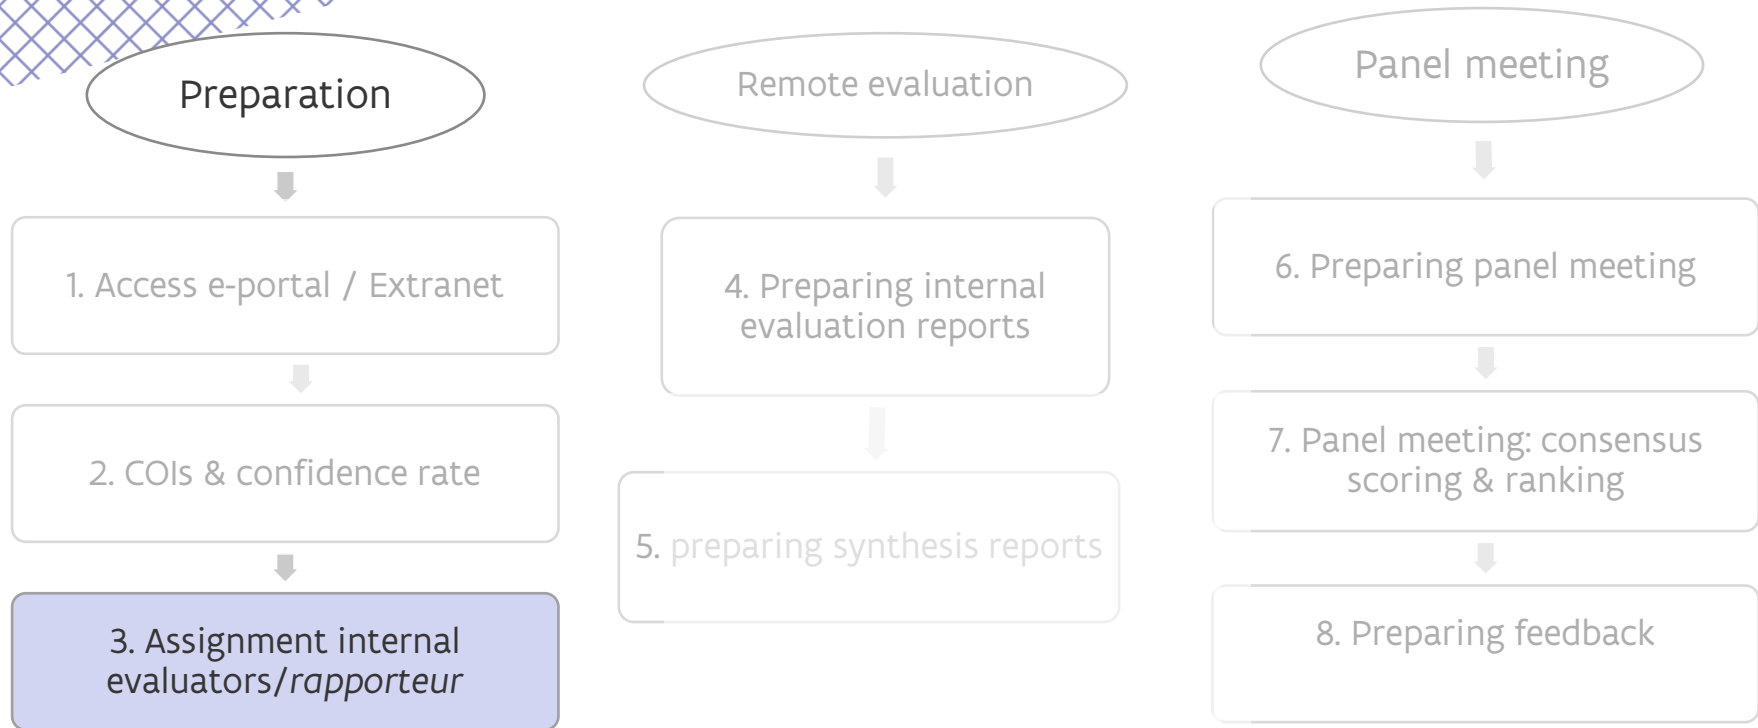 Preparation
1. Access e-portal / Extranet
2. COIs & confidence rate
3. Assignment internal
evaluators/rapporteur
Remote evaluation
4. Preparing internal
evaluation reports
5. preparing synthesis reports
Panel meeting
6. Preparing panel meeting
7. Panel meeting: consensus
scoring & ranking
8. Preparing feedback